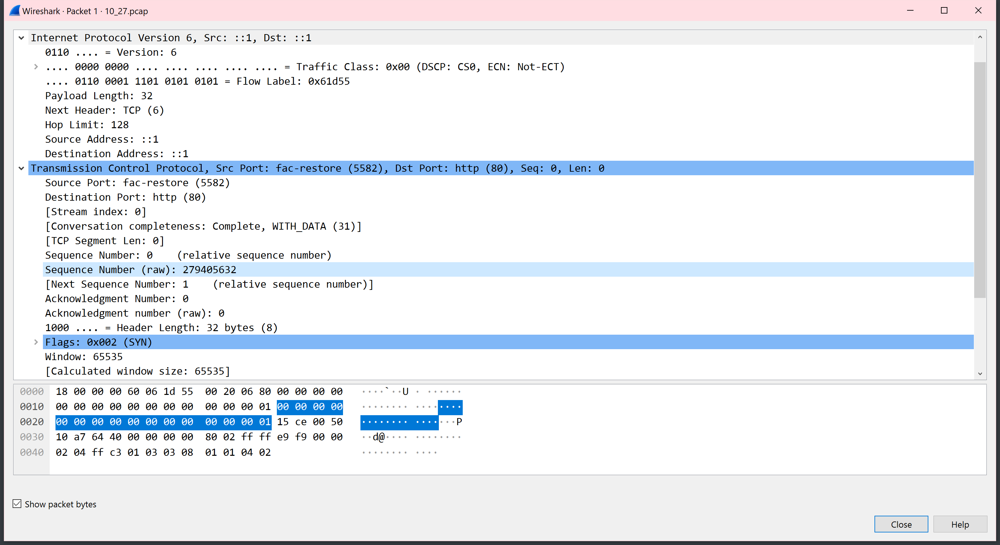 Wireshark · Packet 1 · 10_27.pcap
Internet Protocol Version 6, Src: ::1, Dst: ::1
0110 .... = Version: 6
.... 0000 0000 .... .... .... .... .... = Traffic Class: 0x00 (DSCP: CS0, ECN: Not-ECT)
.... 0110 0001 1101 0101 0101 = Flow Label: 0x61d55
Payload Length: 32
Next Header: TCP (6)
Hop Limit: 128
Source Address: ::1
Destination Address: ::1
Transmission Control Protocol, Src Port: fac-restore (5582), Dst Port: http (80), Seq: 0, Len: 0
Source Port: fac-restore (5582)
Destination Port: http (80)
[Stream index: 0]
[Conversation completeness: Complete, WITH_DATA (31)]
[TCP Segment Len: 0]
Sequence Number: 0    (relative sequence number)
Sequence Number (raw): 279405632
[Next Sequence Number: 1    (relative sequence number)]
Acknowledgment Number: 0
Acknowledgment number (raw): 0
1000 .... = Header Length: 32 bytes (8)
Flags: 0x002 (SYN)
Window: 65535
[Calculated window size: 65535]
0000 18 00 00 00 60 06 1d 55 00 20 06 80 00 00 00 00 ····`··U · ······
0010 00 00 00 00 00 00 00 00 00 00 00 01 00 00 00 00 ········ ········
0020 00 00 00 00 00 00 00 00 00 00 00 01 15 ce 00 50 ········ ·······P
0030 10 a7 64 40 00 00 00 00 80 02 ff ff e9 f9 00 00 ··d@···· ········
0040 02 04 ff c3 01 03 03 08 01 01 04 02 ········ ····
Show packet bytes
Close Help